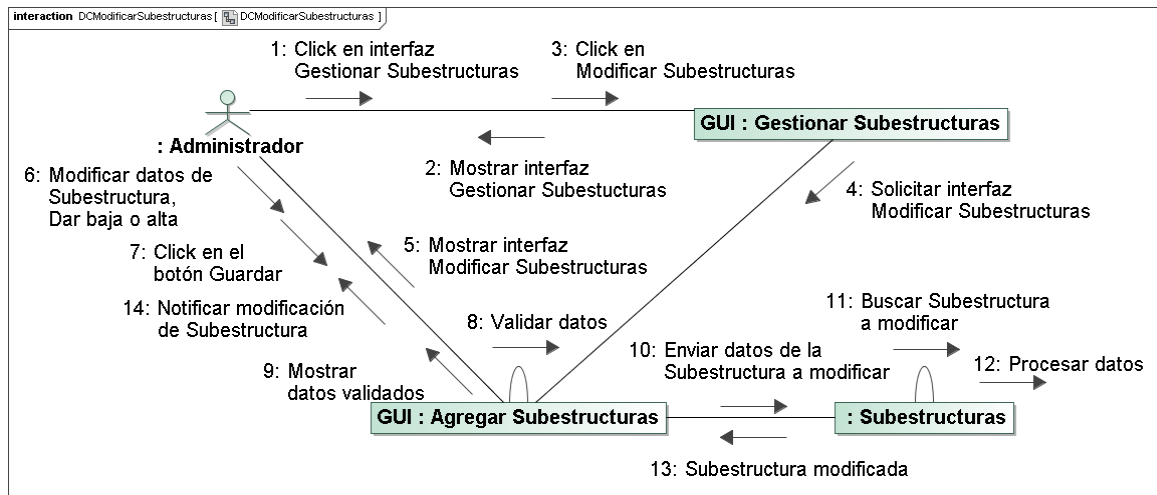 interaction DCModificarSubestructuras [ DCModificarSubestructuras ]
1: Click en interfaz
Gestionar Subestructuras
3: Click en
Modificar Subestructuras
GUI : Gestionar Subestructuras
: Administrador
2: Mostrar interfaz
Gestionar Subestucturas
6: Modificar datos de
Subestructura,
Dar baja o alta
4: Solicitar interfaz
Modificar Subestructuras
7: Click en el
botón Guardar
5: Mostrar interfaz
Modificar Subestructuras
14: Notificar modificación
de Subestructura
8: Validar datos
11: Buscar Subestructura
a modificar
10: Enviar datos de la
Subestructura a modificar
12: Procesar datos
9: Mostrar
datos validados
GUI : Agregar Subestructuras
: Subestructuras
13: Subestructura modificada